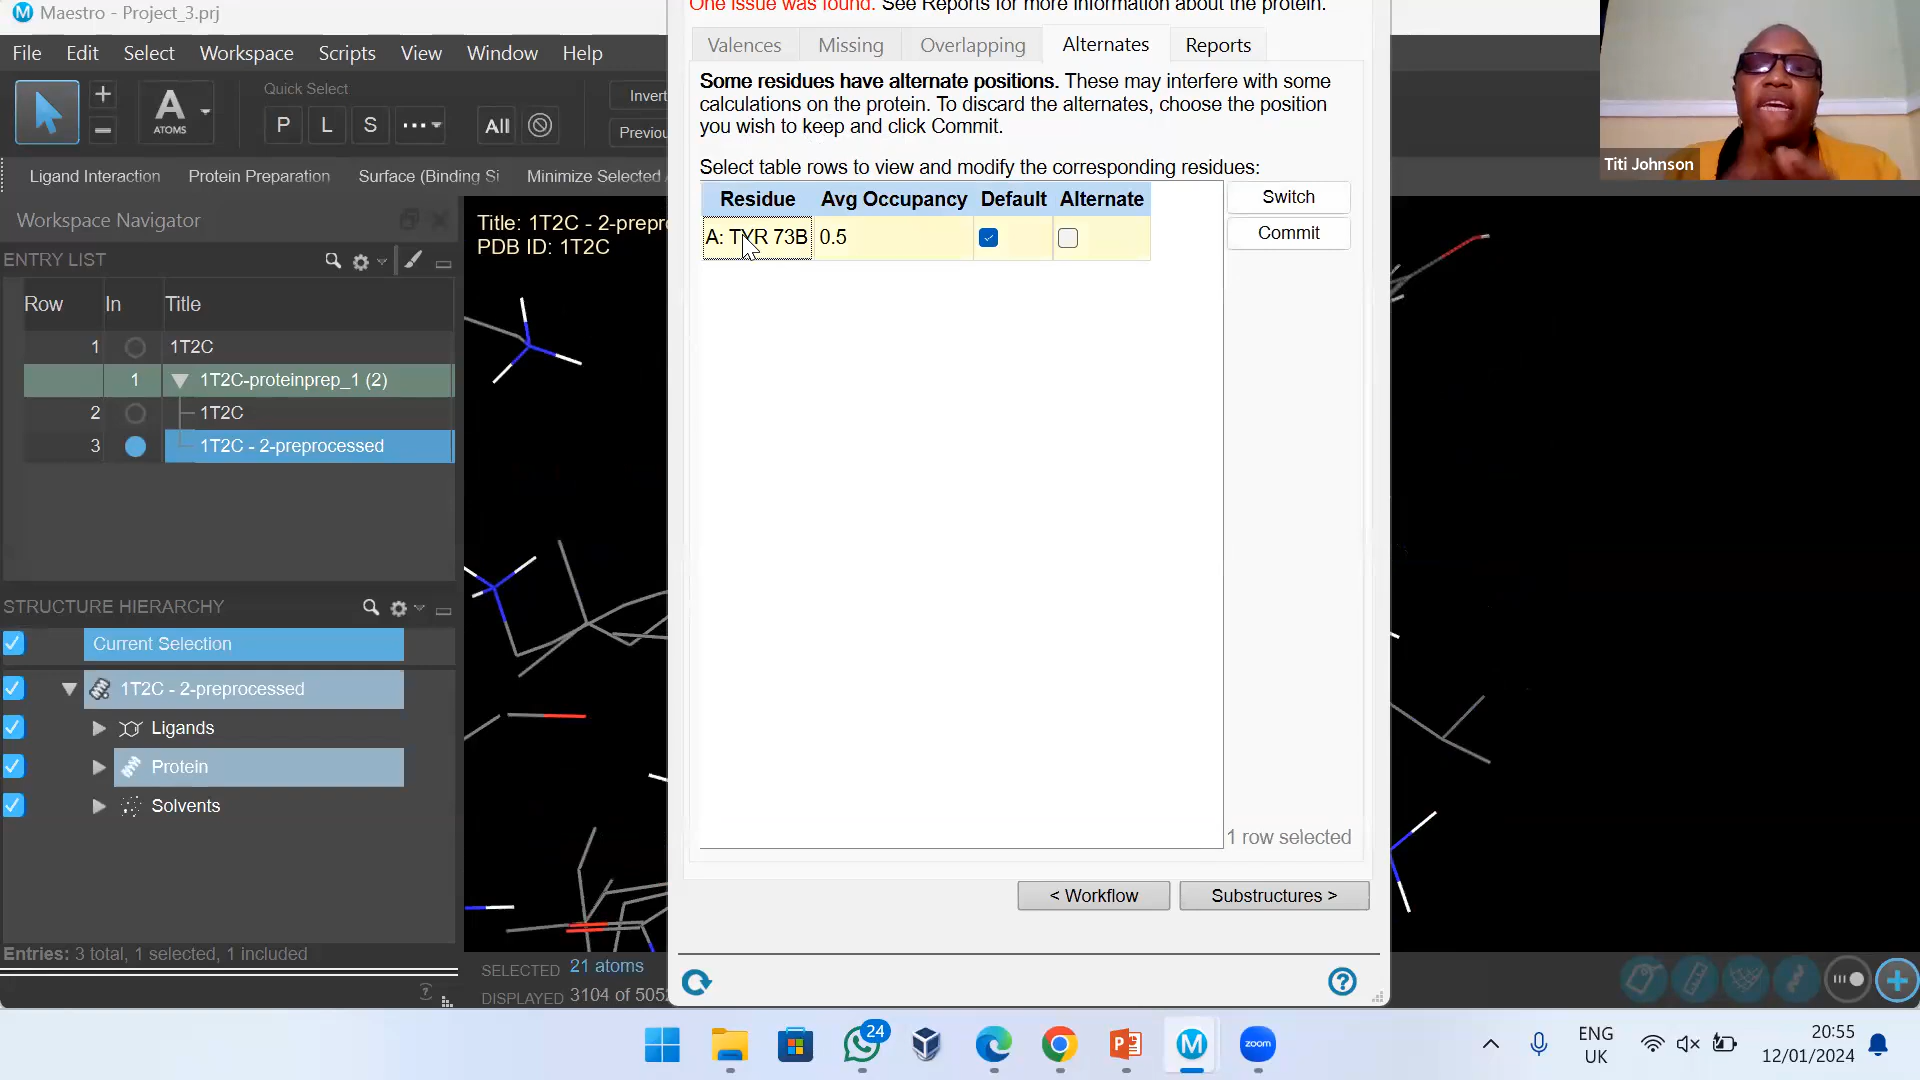 Maestro - Project_3.prj
File Edit Select Workspace Scripts View Window Help
A
ATOMS
Quick Select
P L S ... All
Invert
Previou
Ligand Interaction Protein Preparation Surface (Binding Si Minimize Selected
Workspace Navigator
ENTRY LIST
Row In Title
1 1T2C
1 1T2C-proteinprep_1 (2)
2 1T2C
3 1T2C - 2-preprocessed
STRUCTURE HIERARCHY
Current Selection
1T2C - 2-preprocessed
Ligands
Protein
Solvents
Entries: 3 total, 1 selected, 1 included
Title: 1T2C - 2-prepr
PDB ID: 1T2C
SELECTED 21 atoms
DISPLAYED 3104 of 5052
One issue was found. See Reports for more information about the protein.
Valences Missing Overlapping Alternates Reports
Some residues have alternate positions. These may interfere with some
calculations on the protein. To discard the alternates, choose the position
you wish to keep and click Commit.
Select table rows to view and modify the corresponding residues:
Residue Avg Occupancy Default Alternate
A: TYR 73B 0.5
Switch
Commit
1 row selected
< Workflow
Substructures >
Titi Johnson
24
zoom
ENG
UK
20:55
12/01/2024